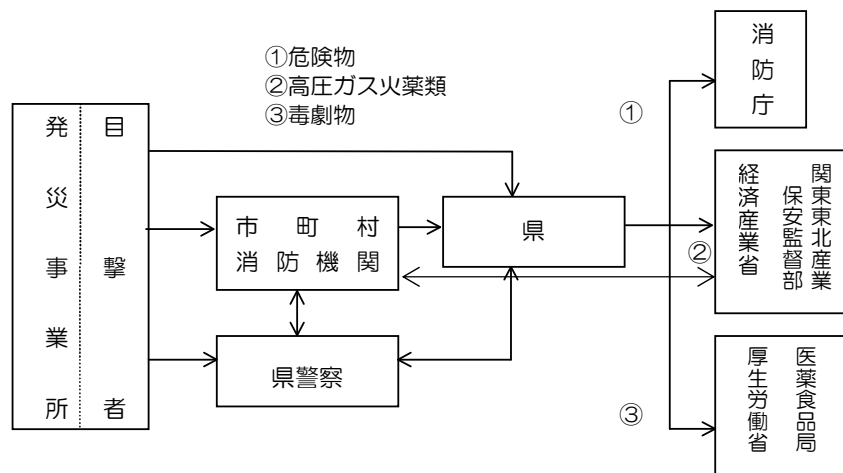 ①危険物
②高圧ガス火薬類
③毒劇物
発災事業所
目撃者
市町村
消防機関
県警察
県
①
消防庁
②
経済産業省
関東東北産業
保安監督部
③
厚生労働省
医薬食品局